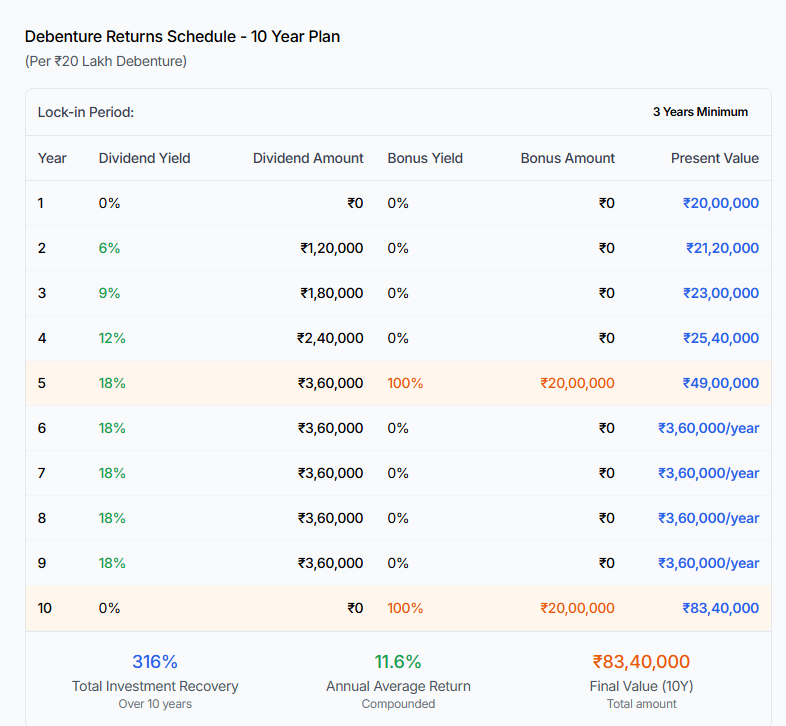 Debenture Returns Schedule - 10 Year Plan
(Per ₹20 Lakh Debenture)
Lock-in Period: 3 Years Minimum
Year Dividend Yield Dividend Amount Bonus Yield Bonus Amount Present Value
1 0% ₹0 0% ₹0 ₹20,00,000
2 6% ₹1,20,000 0% ₹0 ₹21,20,000
3 9% ₹1,80,000 0% ₹0 ₹23,00,000
4 12% ₹2,40,000 0% ₹0 ₹25,40,000
5 18% ₹3,60,000 100% ₹20,00,000 ₹49,00,000
6 18% ₹3,60,000 0% ₹0 ₹3,60,000/year
7 18% ₹3,60,000 0% ₹0 ₹3,60,000/year
8 18% ₹3,60,000 0% ₹0 ₹3,60,000/year
9 18% ₹3,60,000 0% ₹0 ₹3,60,000/year
10 0% ₹0 100% ₹20,00,000 ₹83,40,000
316% 11.6% ₹83,40,000
Total Investment Recovery Annual Average Return Final Value (10Y)
Over 10 years Compounded Total amount